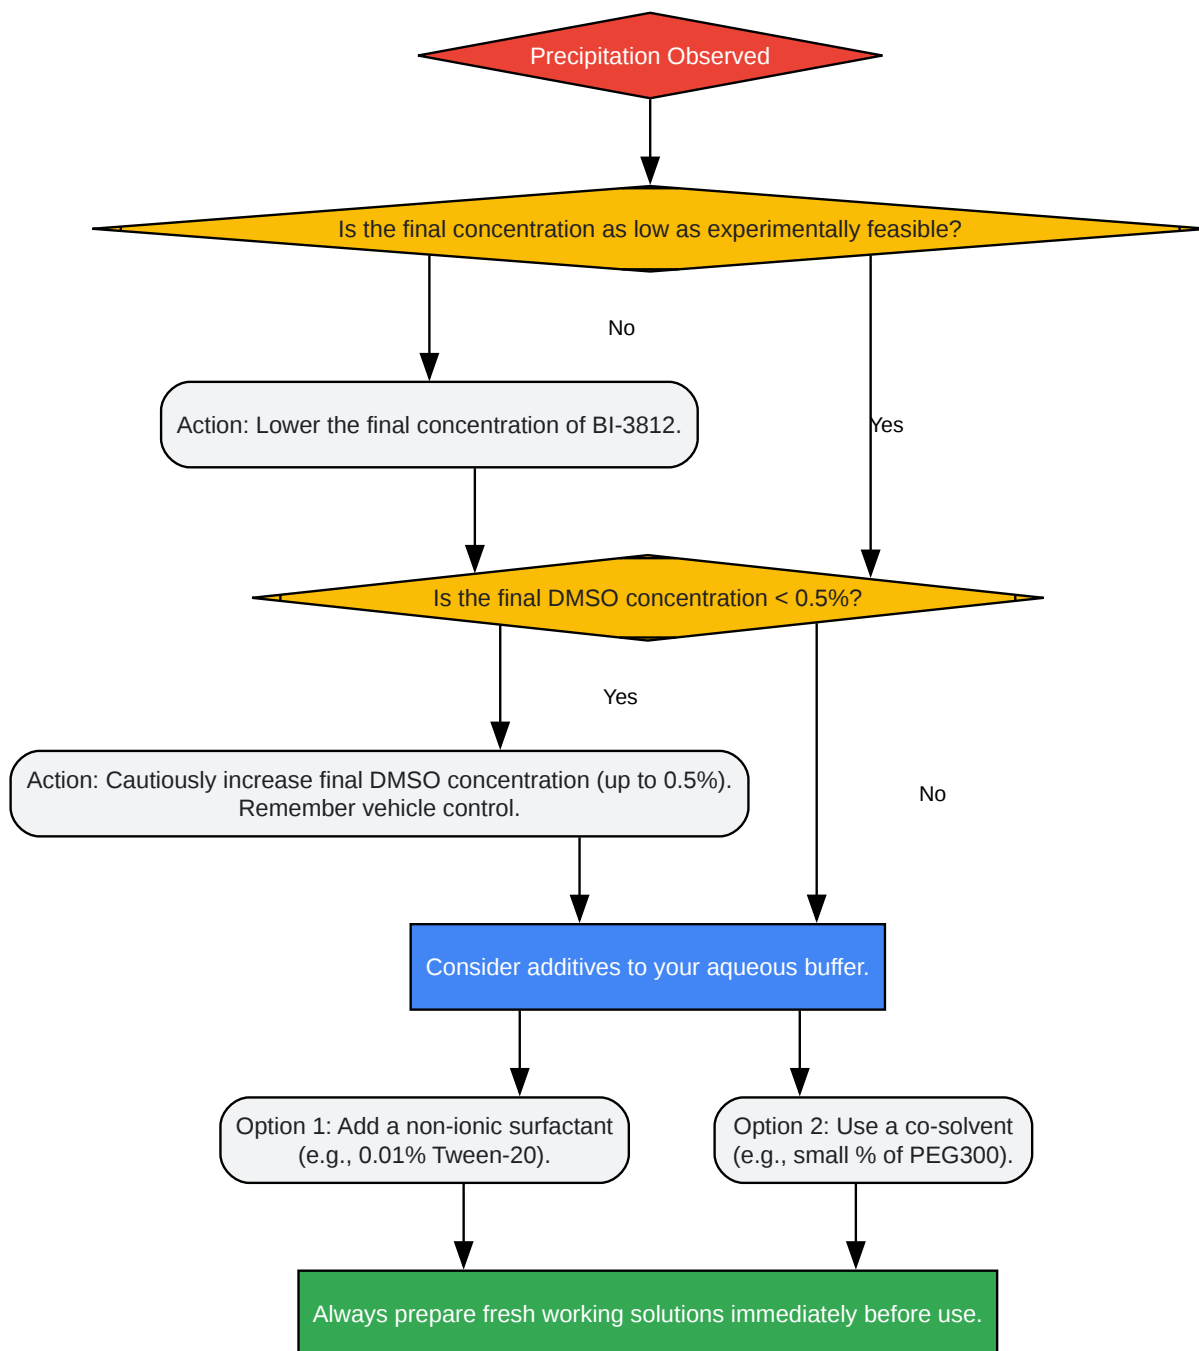 Precipitation Observed
Is the final concentration as low as experimentally feasible?
No
Action: Lower the final concentration of BI-3812.
Yes
Is the final DMSO concentration < 0.5%?
Yes
Action: Cautiously increase final DMSO concentration (up to 0.5%).
Remember vehicle control.
No
Consider additives to your aqueous buffer.
Option 1: Add a non-ionic surfactant
(e.g., 0.01% Tween-20).
Option 2: Use a co-solvent
(e.g., small % of PEG300).
Always prepare fresh working solutions immediately before use.